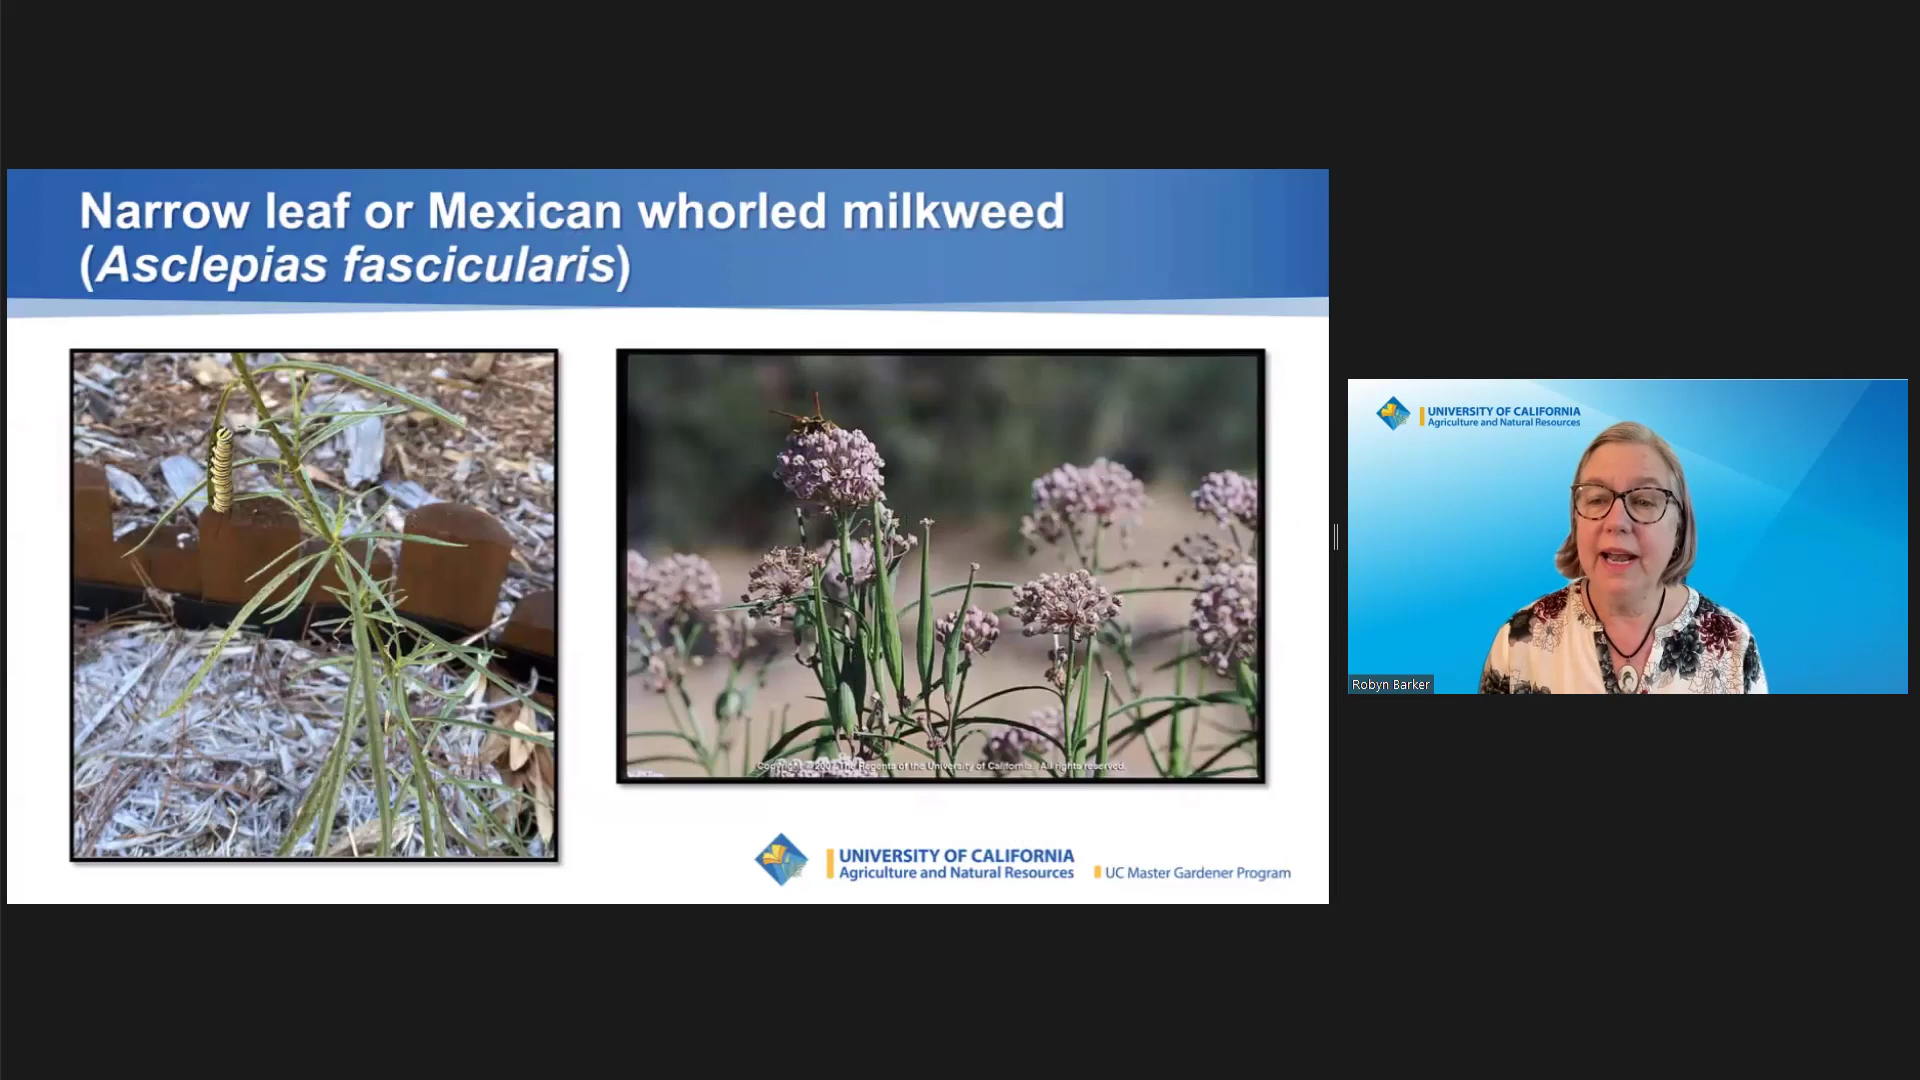 Narrow leaf or Mexican whorled milkweed
(Asclepias fascicularis)
Copyright © 2001 The Regents of the University of California. All rights reserved.
UNIVERSITY OF CALIFORNIA
Agriculture and Natural Resources
UC Master Gardener Program
UNIVERSITY OF CALIFORNIA
Agriculture and Natural Resources
Robyn Barker